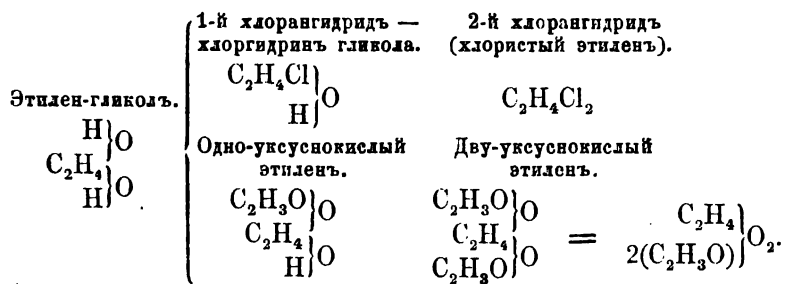 1-й хлорангидридъ — 2-й хлорангидридъ
хлоргидринъ гликола. (хлористый этиленъ).
Этилен-гликолъ.
C₂H₄Cl
H
}O
C₂H₄Cl₂
H
C₂H₄
H
}O
}O
Одно-уксуснокислый Дву-уксуснокислый
этиленъ. этиленъ.
C₂H₃O
C₂H₄
H
}O
}O
C₂H₃O
C₂H₄
C₂H₃O
}O
}O
=
C₂H₄
2(C₂H₃O)
}O₂.